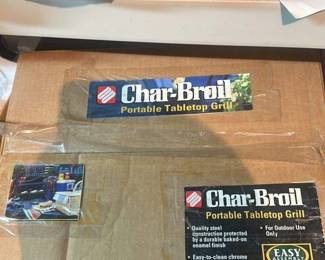 Char-Broil
Portable Tabletop Grill
Char-Broil
Portable Tabletop Grill
• Quality steel
construction protected
by a durable baked-on
enamel finish
• Easy-to-clean chrome
• For Outdoor Use
Only
EASY